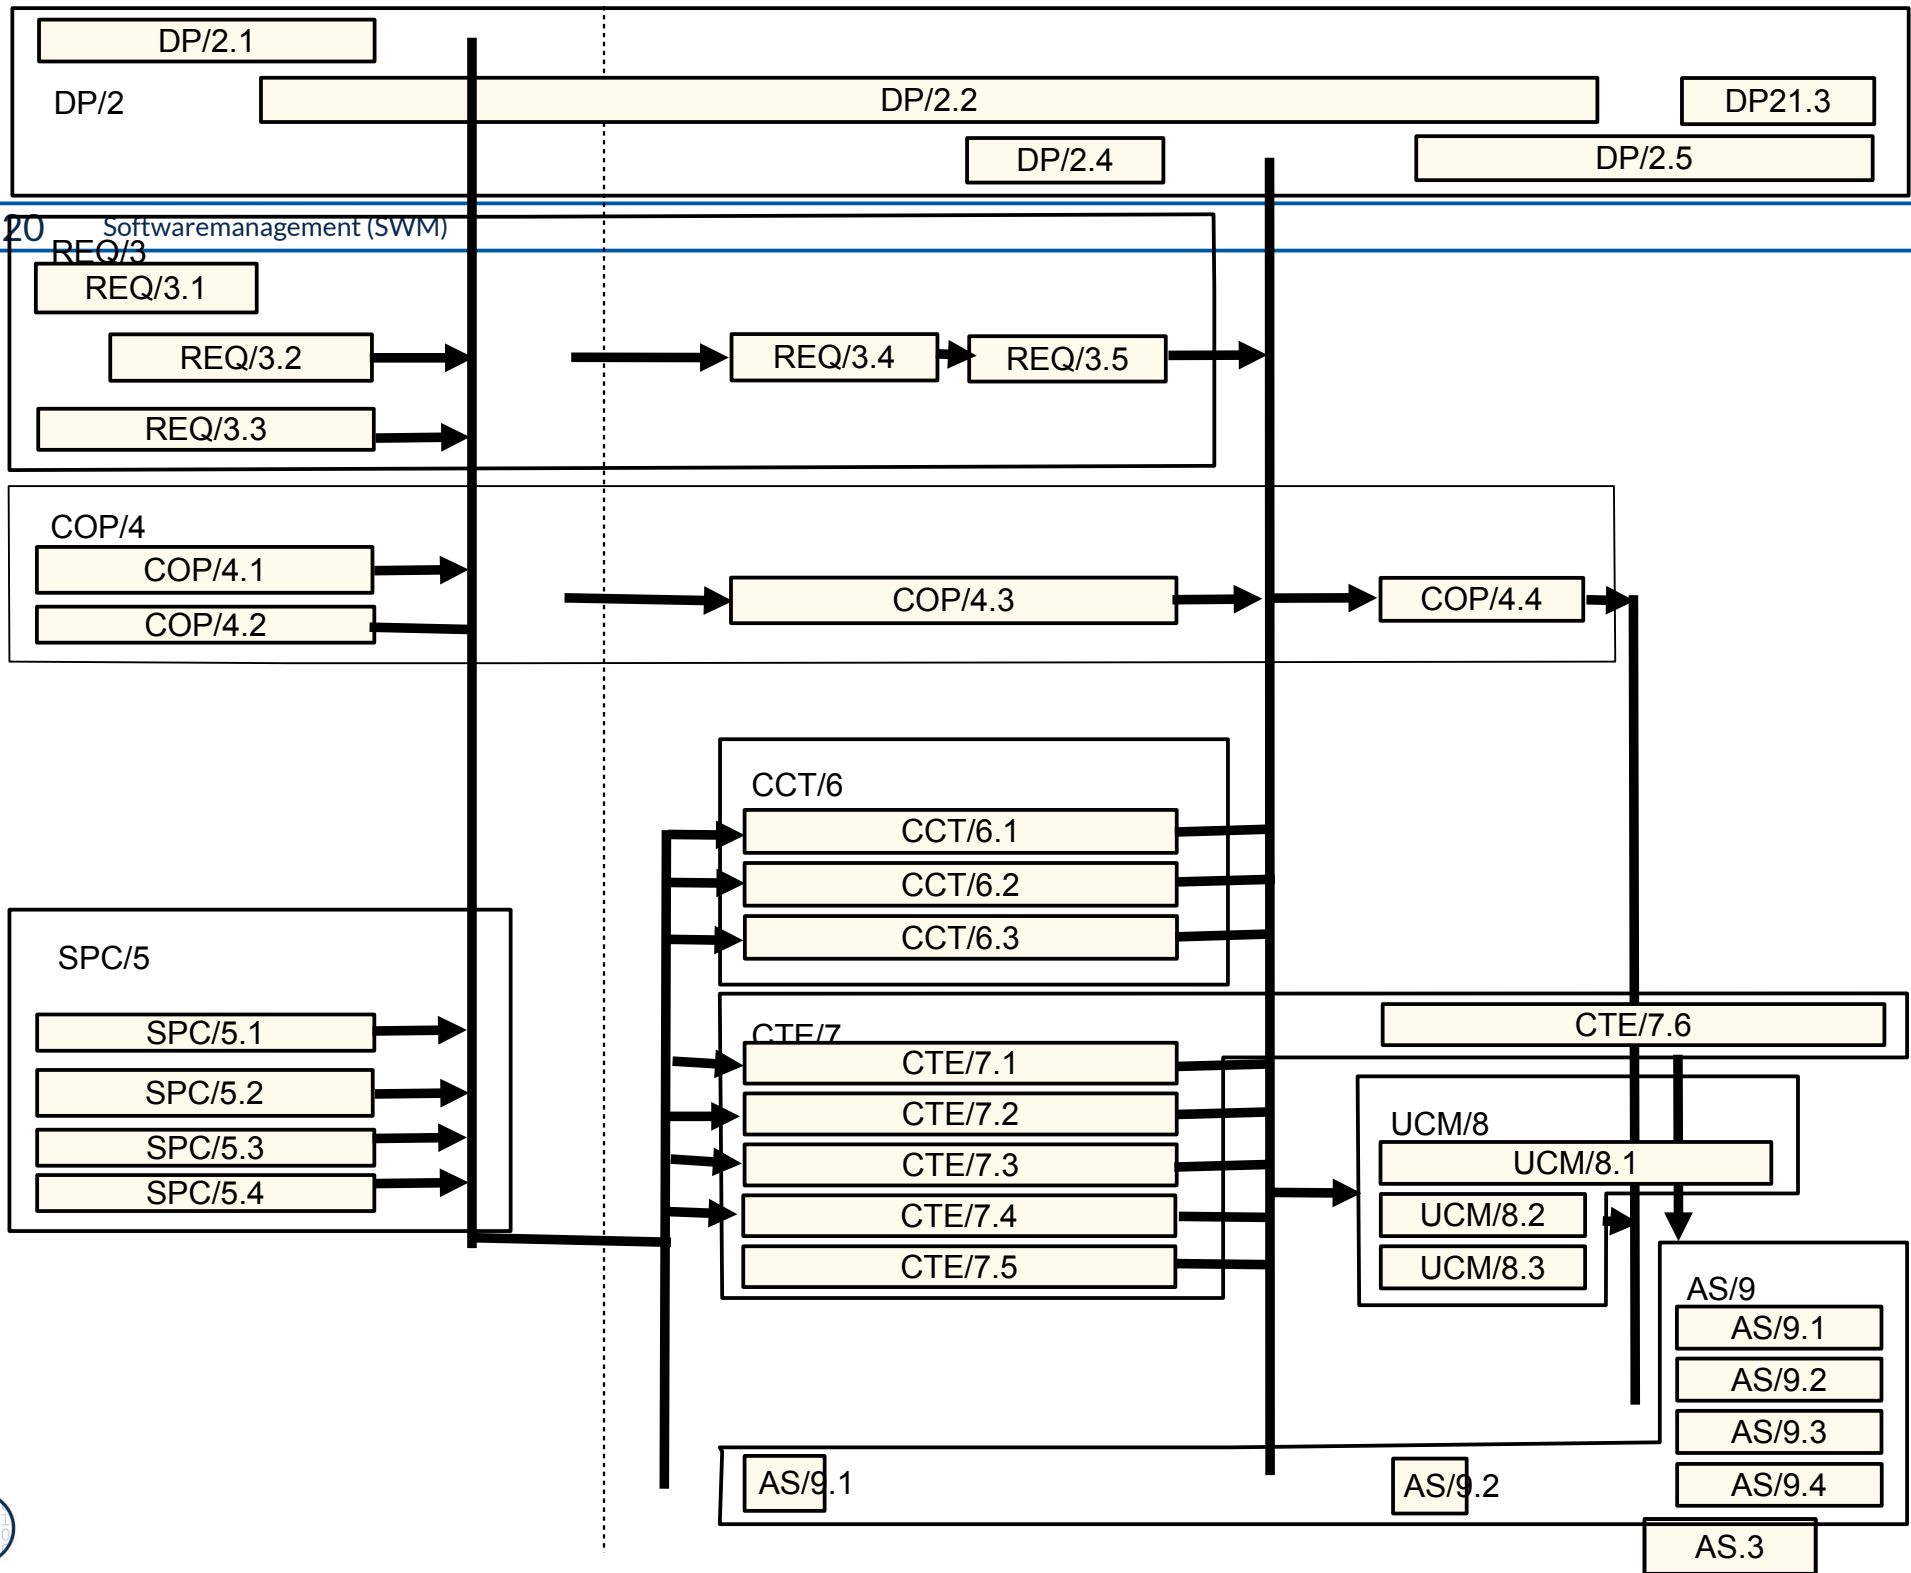 DP/2.1
DP/2
DP/2.2
DP21.3
DP/2.4
DP/2.5
20 Softwaremanagement (SWM)
REQ/3
REQ/3.1
REQ/3.2
REQ/3.4
REQ/3.5
REQ/3.3
COP/4
COP/4.1
COP/4.2
COP/4.3
COP/4.4
CCT/6
CCT/6.1
CCT/6.2
CCT/6.3
SPC/5
SPC/5.1
SPC/5.2
SPC/5.3
SPC/5.4
CTE/7
CTE/7.1
CTE/7.2
CTE/7.3
CTE/7.4
CTE/7.5
CTE/7.6
UCM/8
UCM/8.1
UCM/8.2
UCM/8.3
AS/9
AS/9.1
AS/9.2
AS/9.3
AS/9.4
AS/9.1
AS/9.2
AS.3